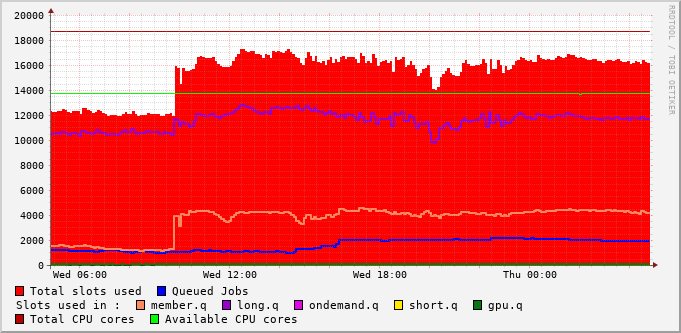 20000
18000
16000
14000
12000
10000
8000
6000
4000
2000
0
Wed 06:00 Wed 12:00 Wed 18:00 Thu 00:00
RRDTOOL / TOBI OETIKER
Total slots used Queued Jobs
Slots used in : member.q long.q ondemand.q short.q gpu.q
Total CPU cores Available CPU cores